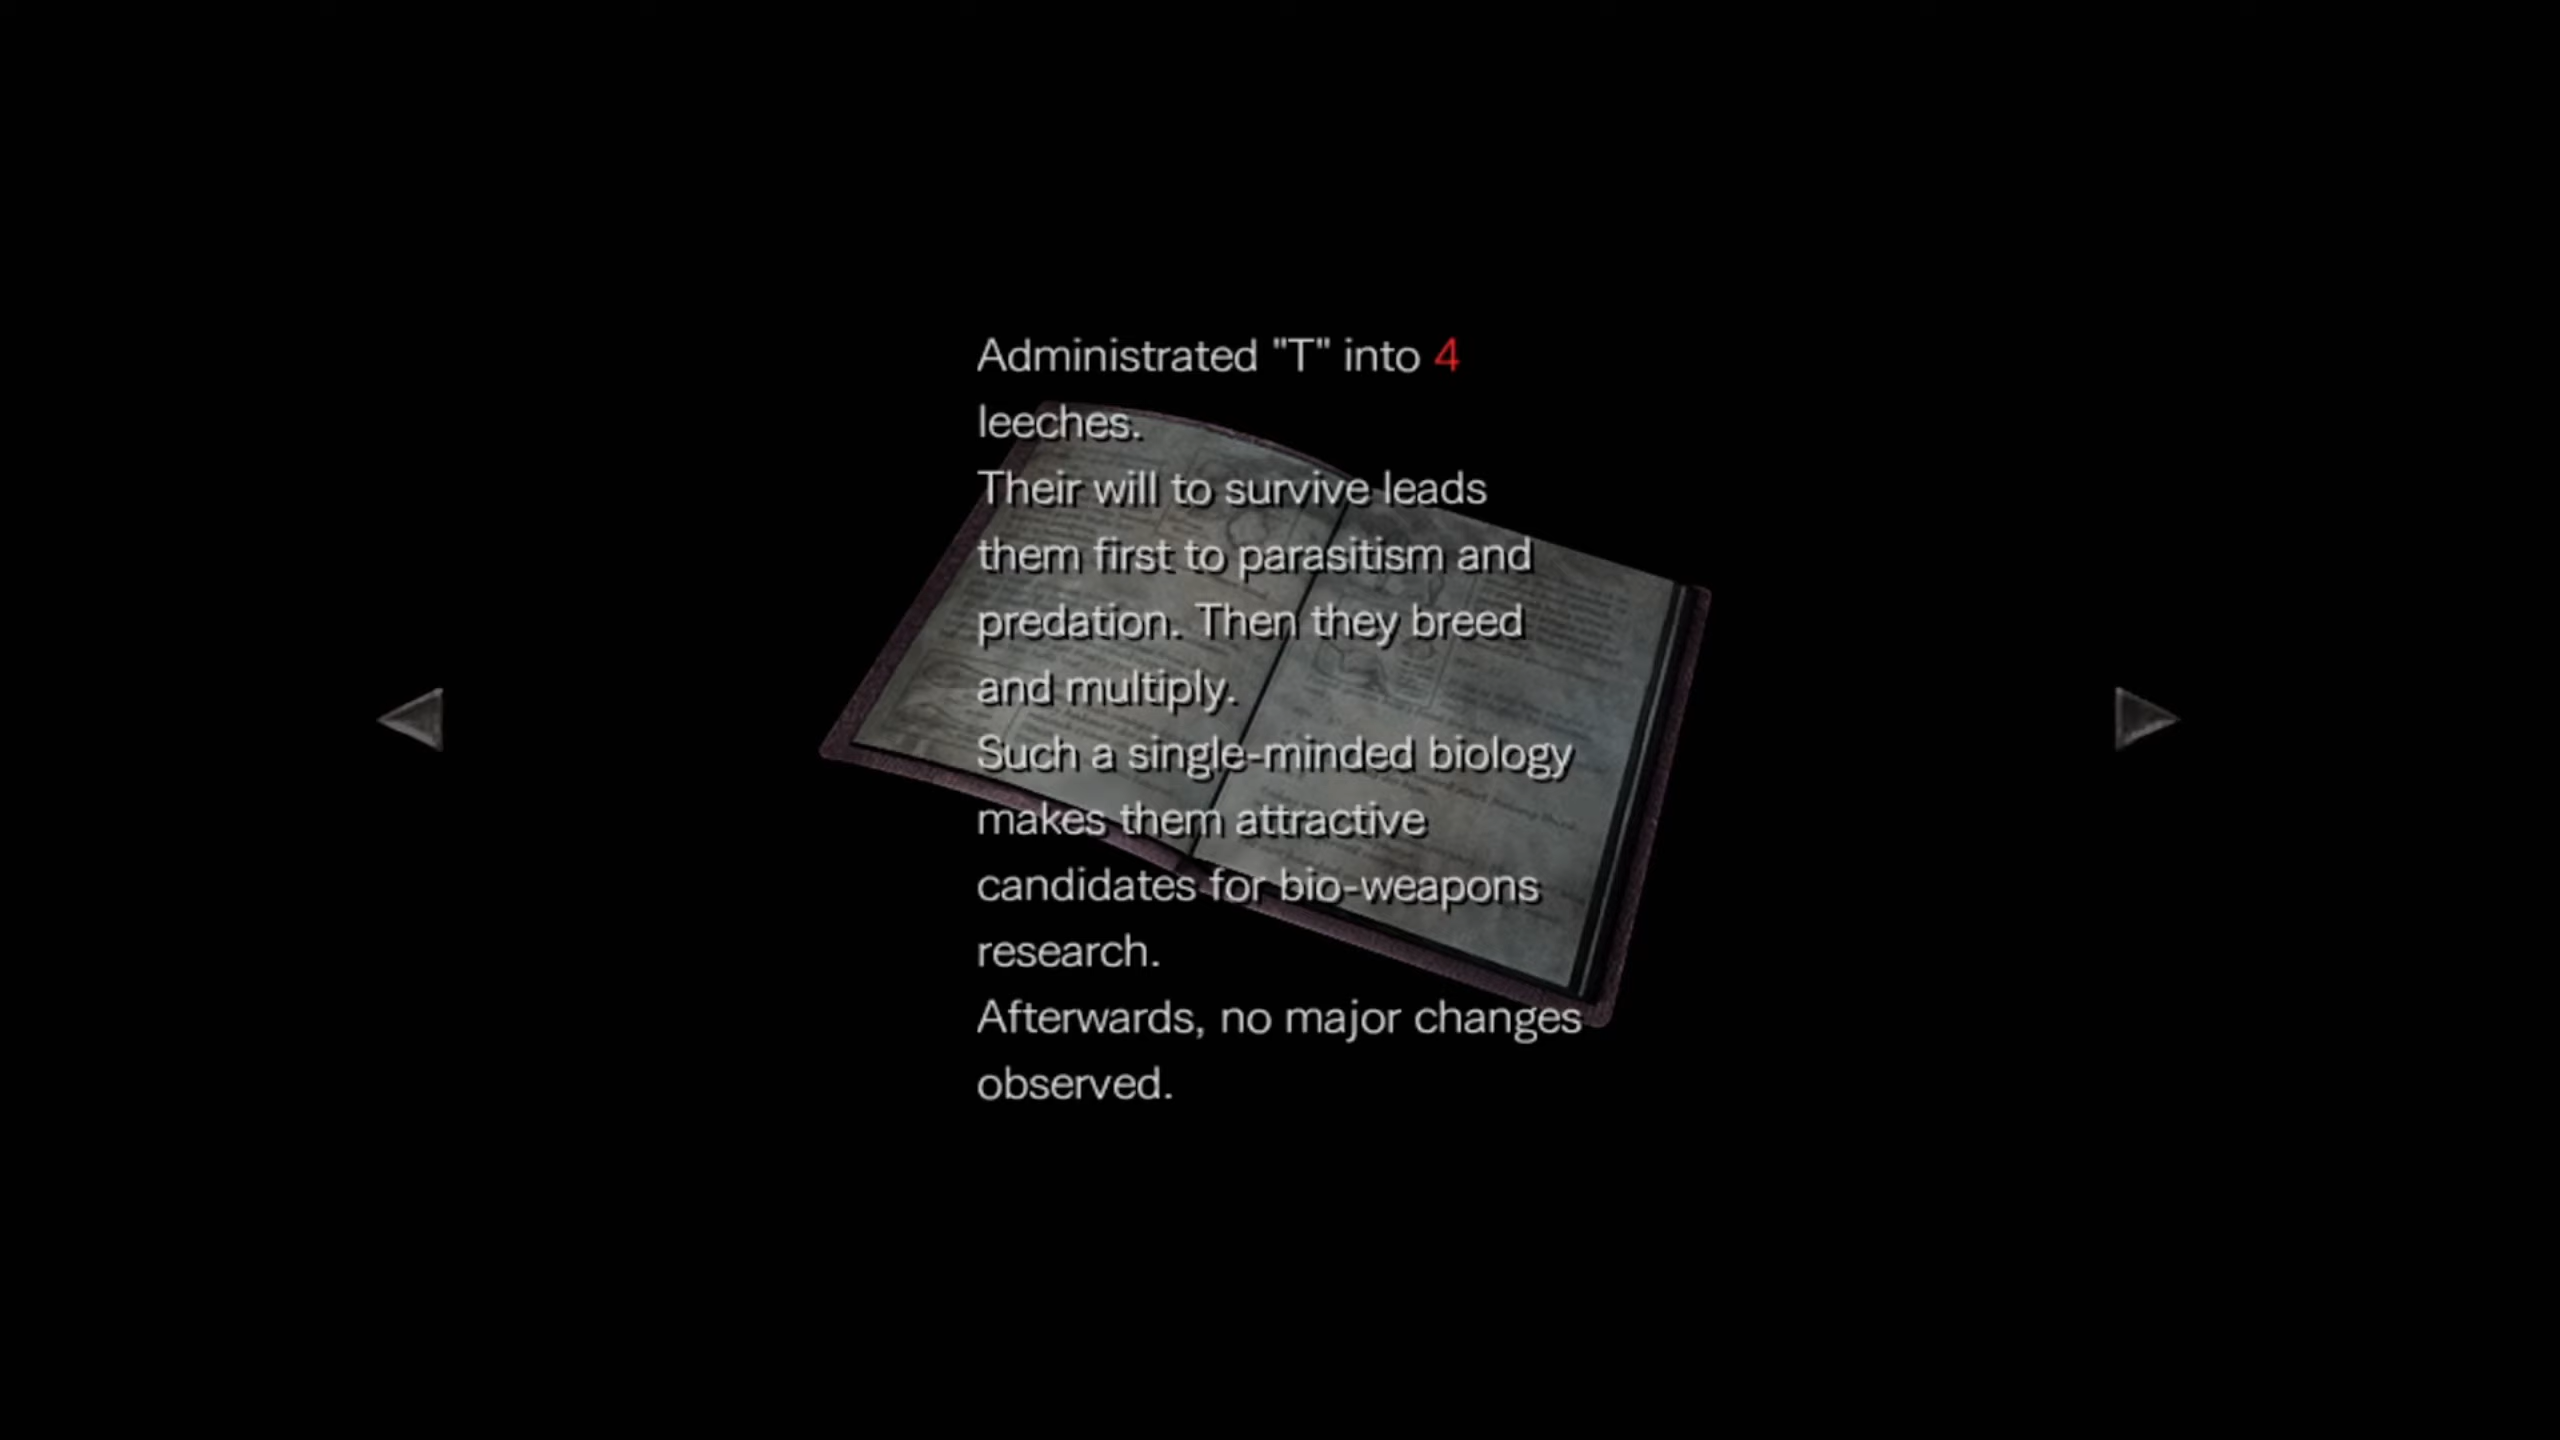 Administrated "T" into 4
leeches.
Their will to survive leads
them first to parasitism and
predation. Then they breed
and multiply.
Such a single-minded biology
makes them attractive
candidates for bio-weapons
research.
Afterwards, no major changes
observed.